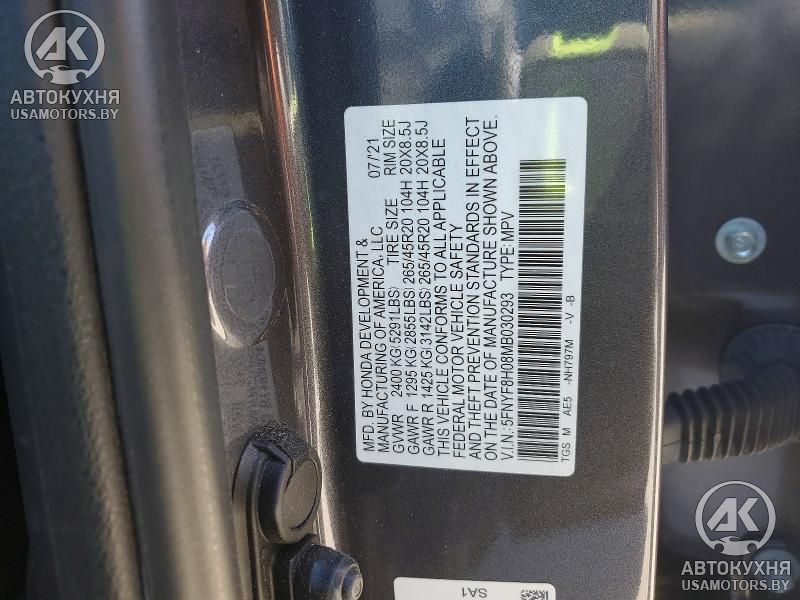 AK
АВТОКУХНЯ
USAMOTORS.BY
MFD. BY HONDA DEVELOPMENT &
MANUFACTURING OF AMERICA, LLC 07/'21
GVWR 2400 KG(5291LBS) TIRE SIZE RIM SIZE
GAWR F 1295 KG(2855LBS) 265/45R20 104H 20X8.5J
GAWR R 1425 KG(3142LBS) 265/45R20 104H 20X8.5J
THIS VEHICLE CONFORMS TO ALL APPLICABLE
FEDERAL MOTOR VEHICLE SAFETY
AND THEFT PREVENTION STANDARDS IN EFFECT
ON THE DATE OF MANUFACTURE SHOWN ABOVE.
V.I.N.: 5FNYF8H08MB030293 TYPE: MPV
TGS M AE5 -NH797M -V -B
SA1
AK
АВТОКУХНЯ
USAMOTORS.BY